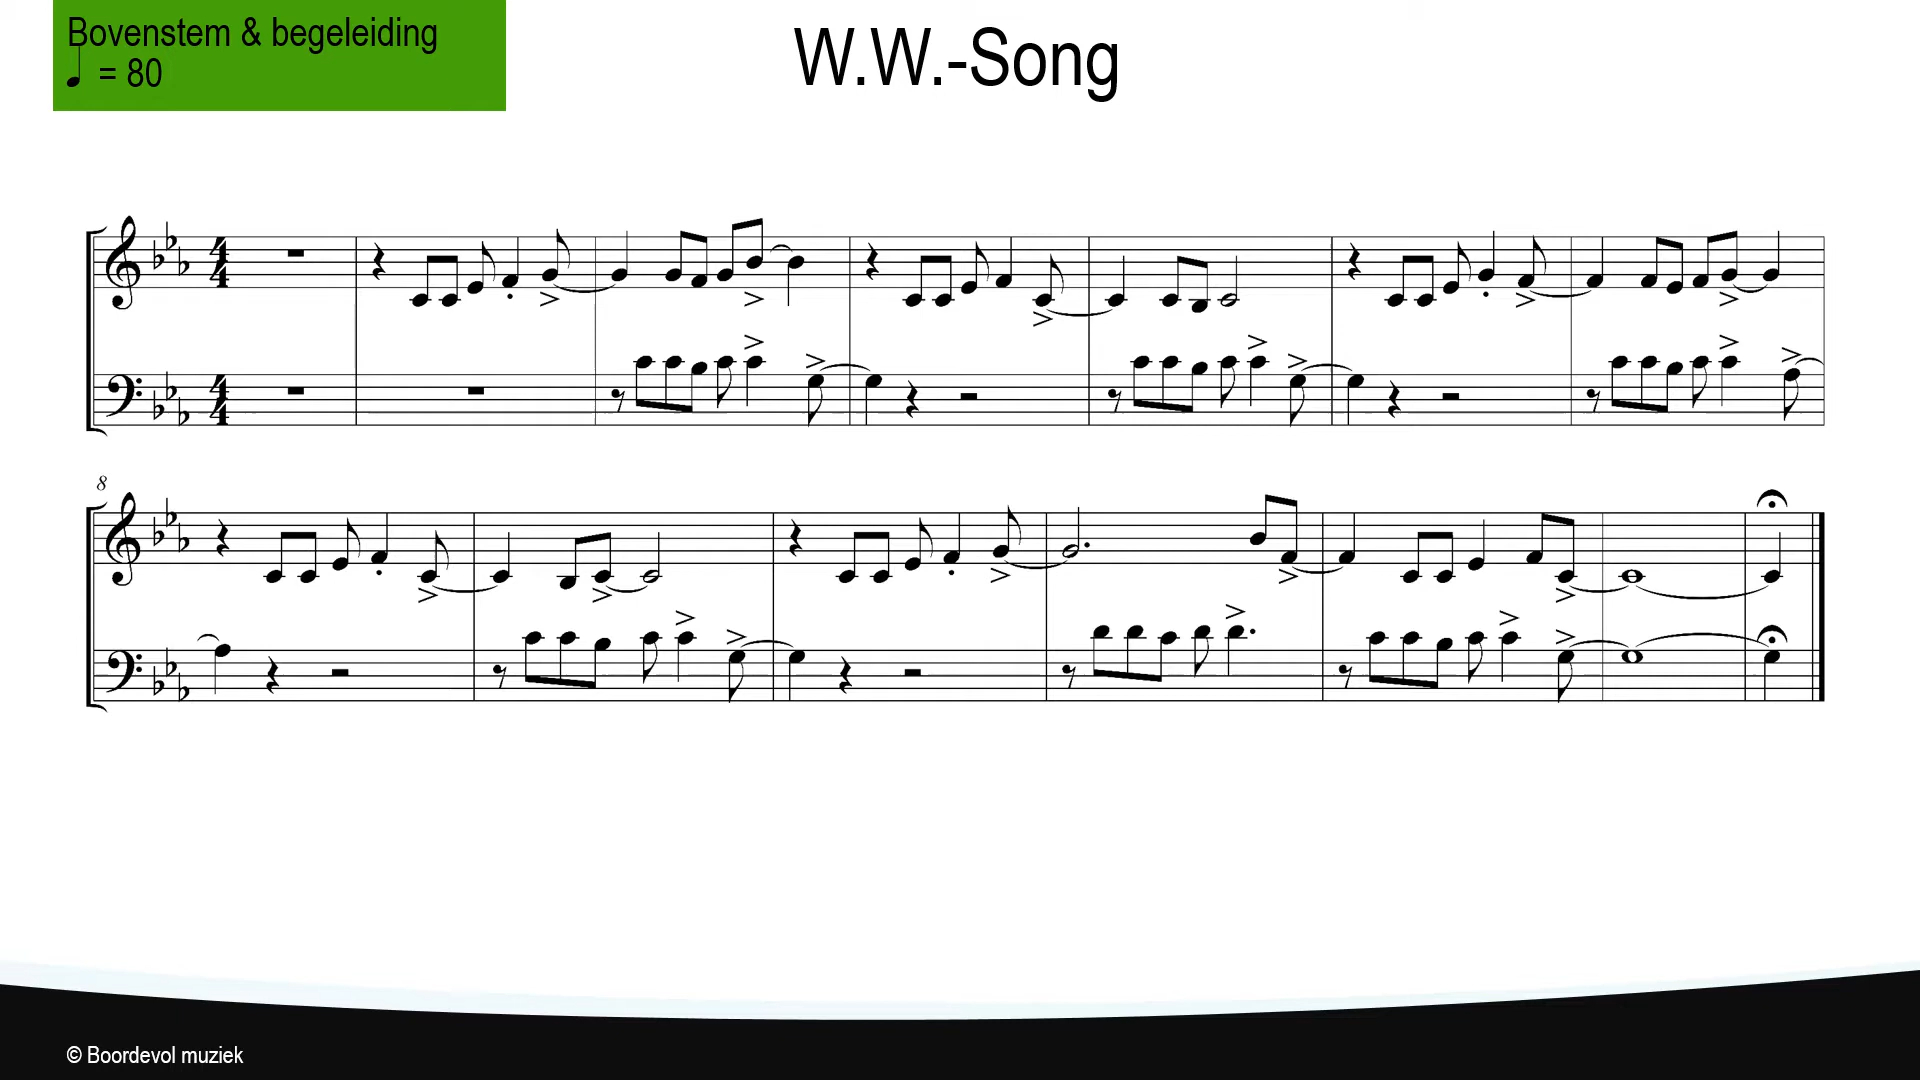 Bovenstem & begeleiding
♩ = 80
W.W.-Song
8
© Boordevol muziek